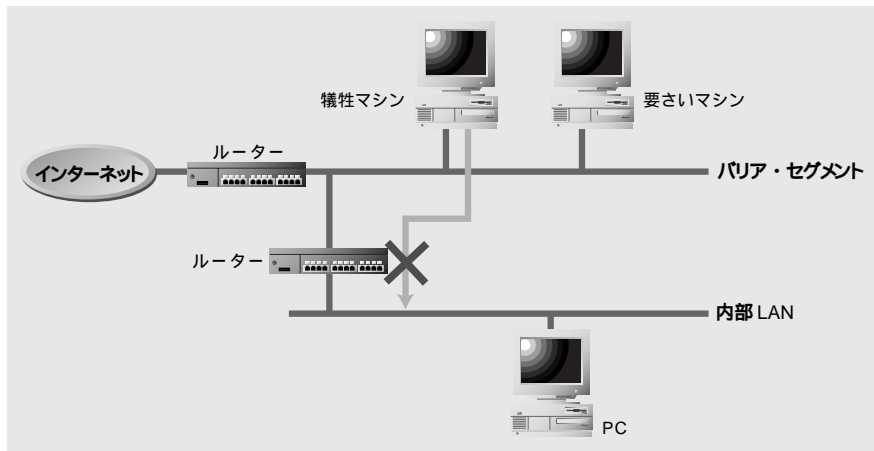 犠牲マシン
要さいマシン
ルーター
インターネット
バリア・セグメント
ルーター
内部 LAN
PC